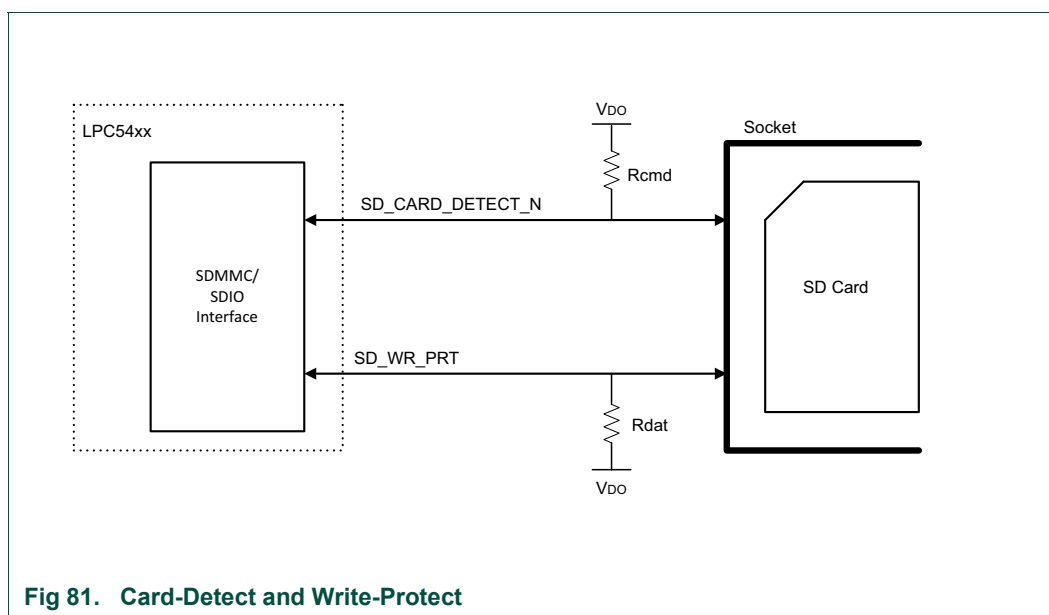 LPC54xx
SDMMC/
SDIO
Interface
SD_CARD_DETECT_N
SD_WR_PRT
VDO
Rcmd
Rdat
VDO
Socket
SD Card
Fig 81. Card-Detect and Write-Protect